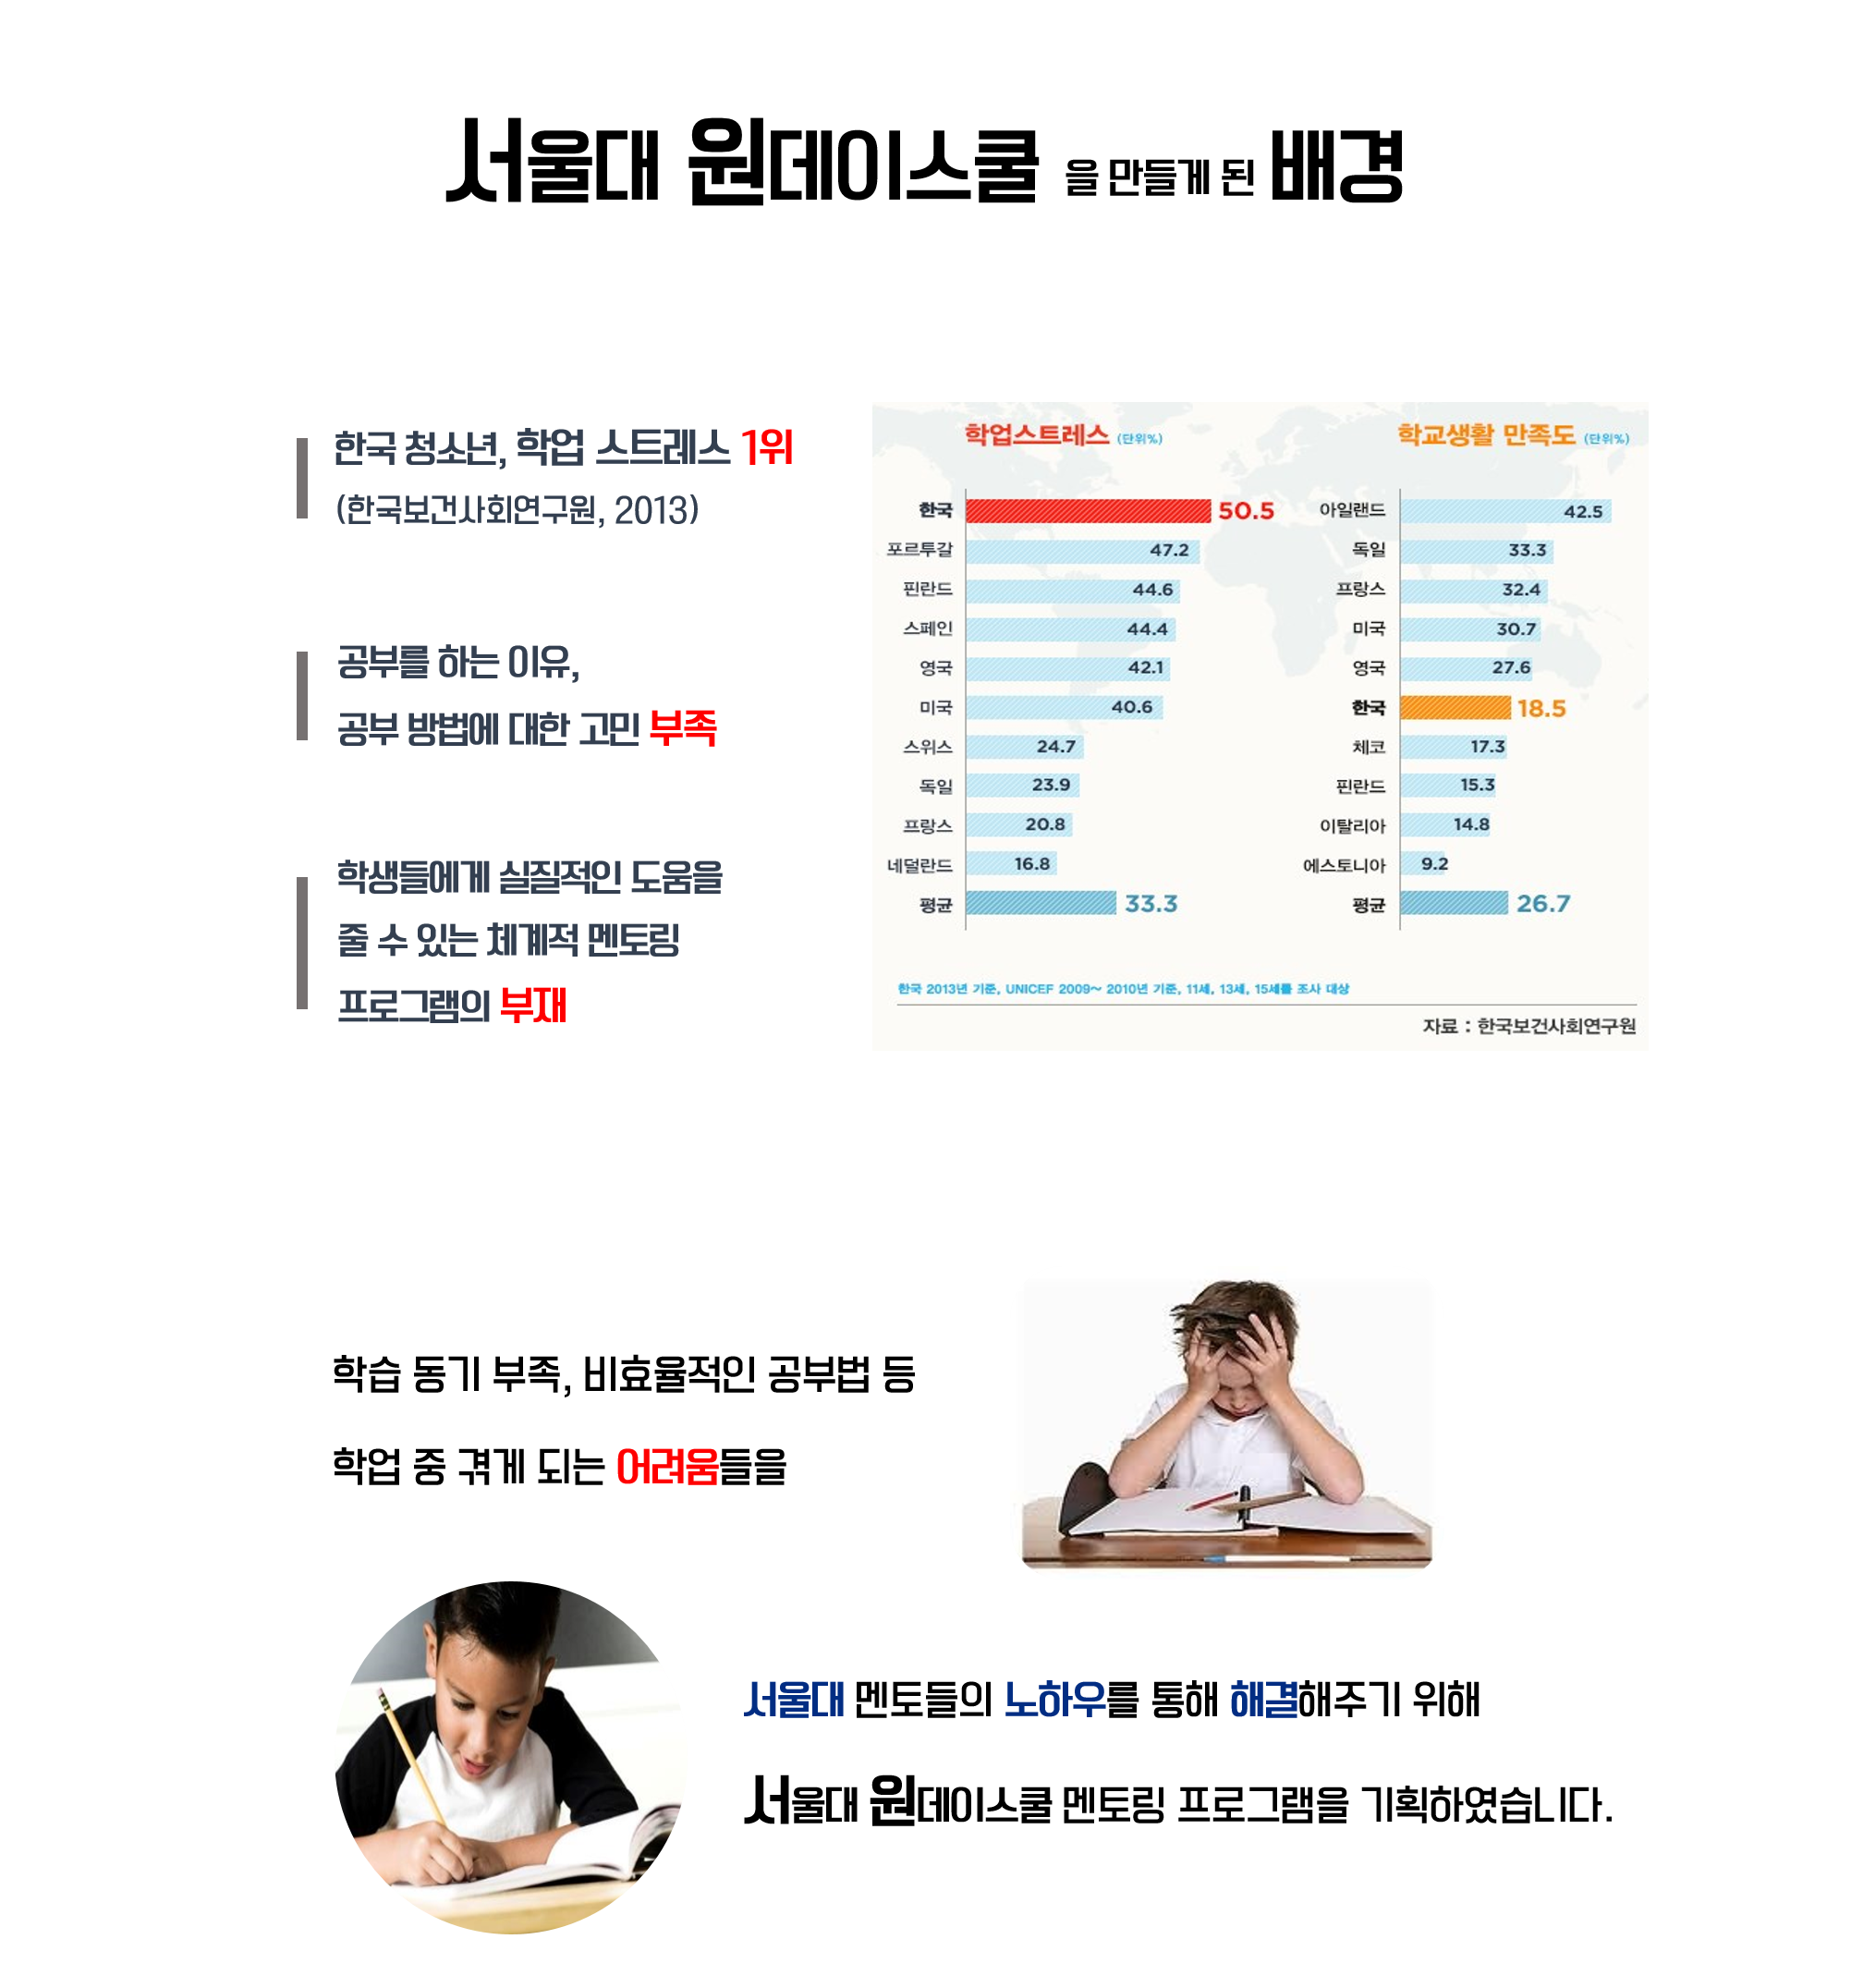 서울대 원데이스쿨 을 만들게 된 배경
한국 청소년, 학업 스트레스 1위
(한국보건사회연구원, 2013)
공부를 하는 이유,
공부 방법에 대한 고민 부족
학생들에게 실질적인 도움을
줄 수 있는 체계적 멘토링
프로그램의 부재
학업스트레스 (단위%)
한국 50.5
포르투갈 47.2
핀란드 44.6
스페인 44.4
영국 42.1
미국 40.6
스위스 24.7
독일 23.9
프랑스 20.8
네덜란드 16.8
평균 33.3
학교생활 만족도 (단위%)
아일랜드 42.5
독일 33.3
프랑스 32.4
미국 30.7
영국 27.6
한국 18.5
체코 17.3
핀란드 15.3
이탈리아 14.8
에스토니아 9.2
평균 26.7
한국 2013년 기준, UNICEF 2009~ 2010년 기준, 11세, 13세, 15세를 조사 대상
자료 : 한국보건사회연구원
학습 동기 부족, 비효율적인 공부법 등
학업 중 겪게 되는 어려움들을
서울대 멘토들의 노하우를 통해 해결해주기 위해
서울대 원데이스쿨 멘토링 프로그램을 기획하였습니다.